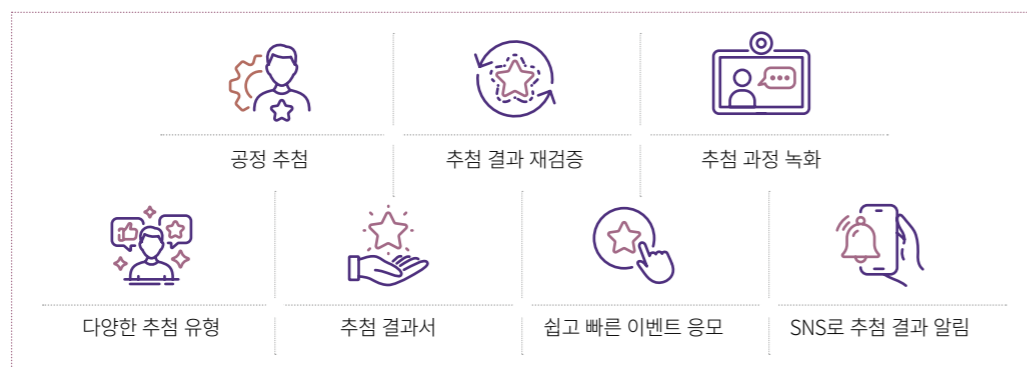 공정 추첨
추첨 결과 재검증
추첨 과정 녹화
다양한 추첨 유형
추첨 결과서
쉽고 빠른 이벤트 응모
SNS로 추첨 결과 알림